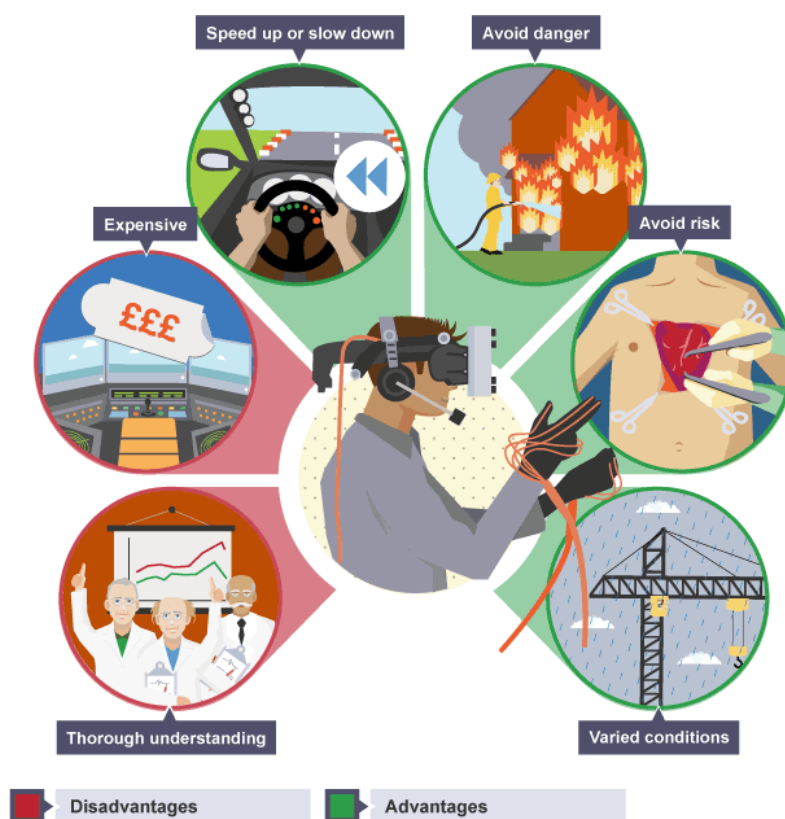 Speed up or slow down
Avoid danger
Expensive
Avoid risk
£££
Thorough understanding
Varied conditions
Disadvantages
Advantages